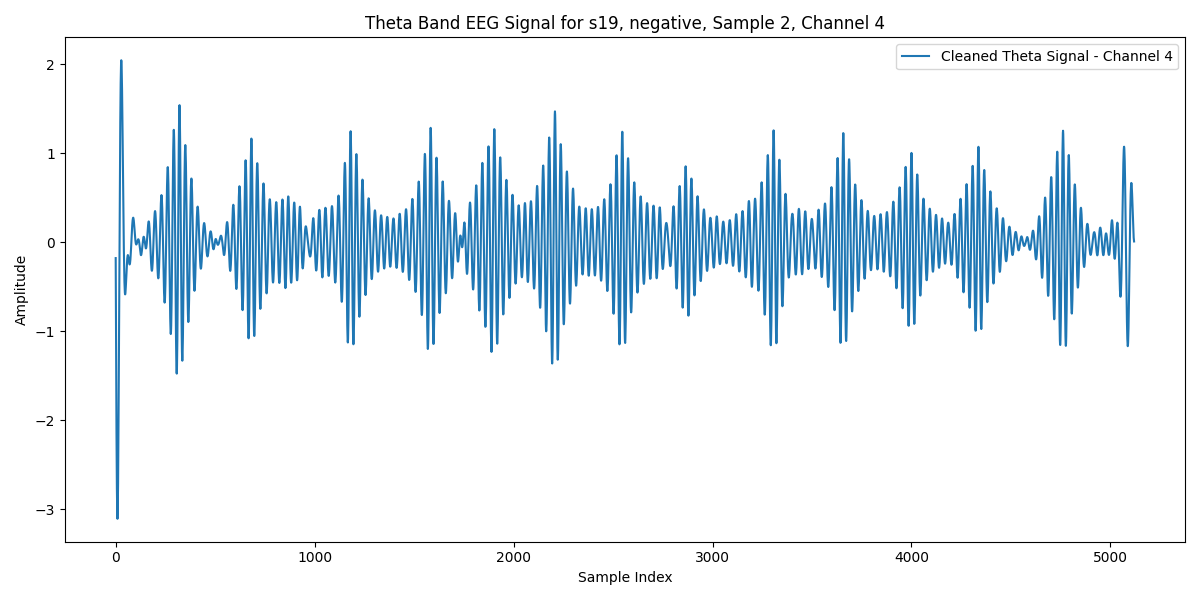 Theta Band EEG Signal for s19, negative, Sample 2, Channel 4
Cleaned Theta Signal - Channel 4
Amplitude
2
1
0
−1
−2
−3
0 1000 2000 3000 4000 5000
Sample Index